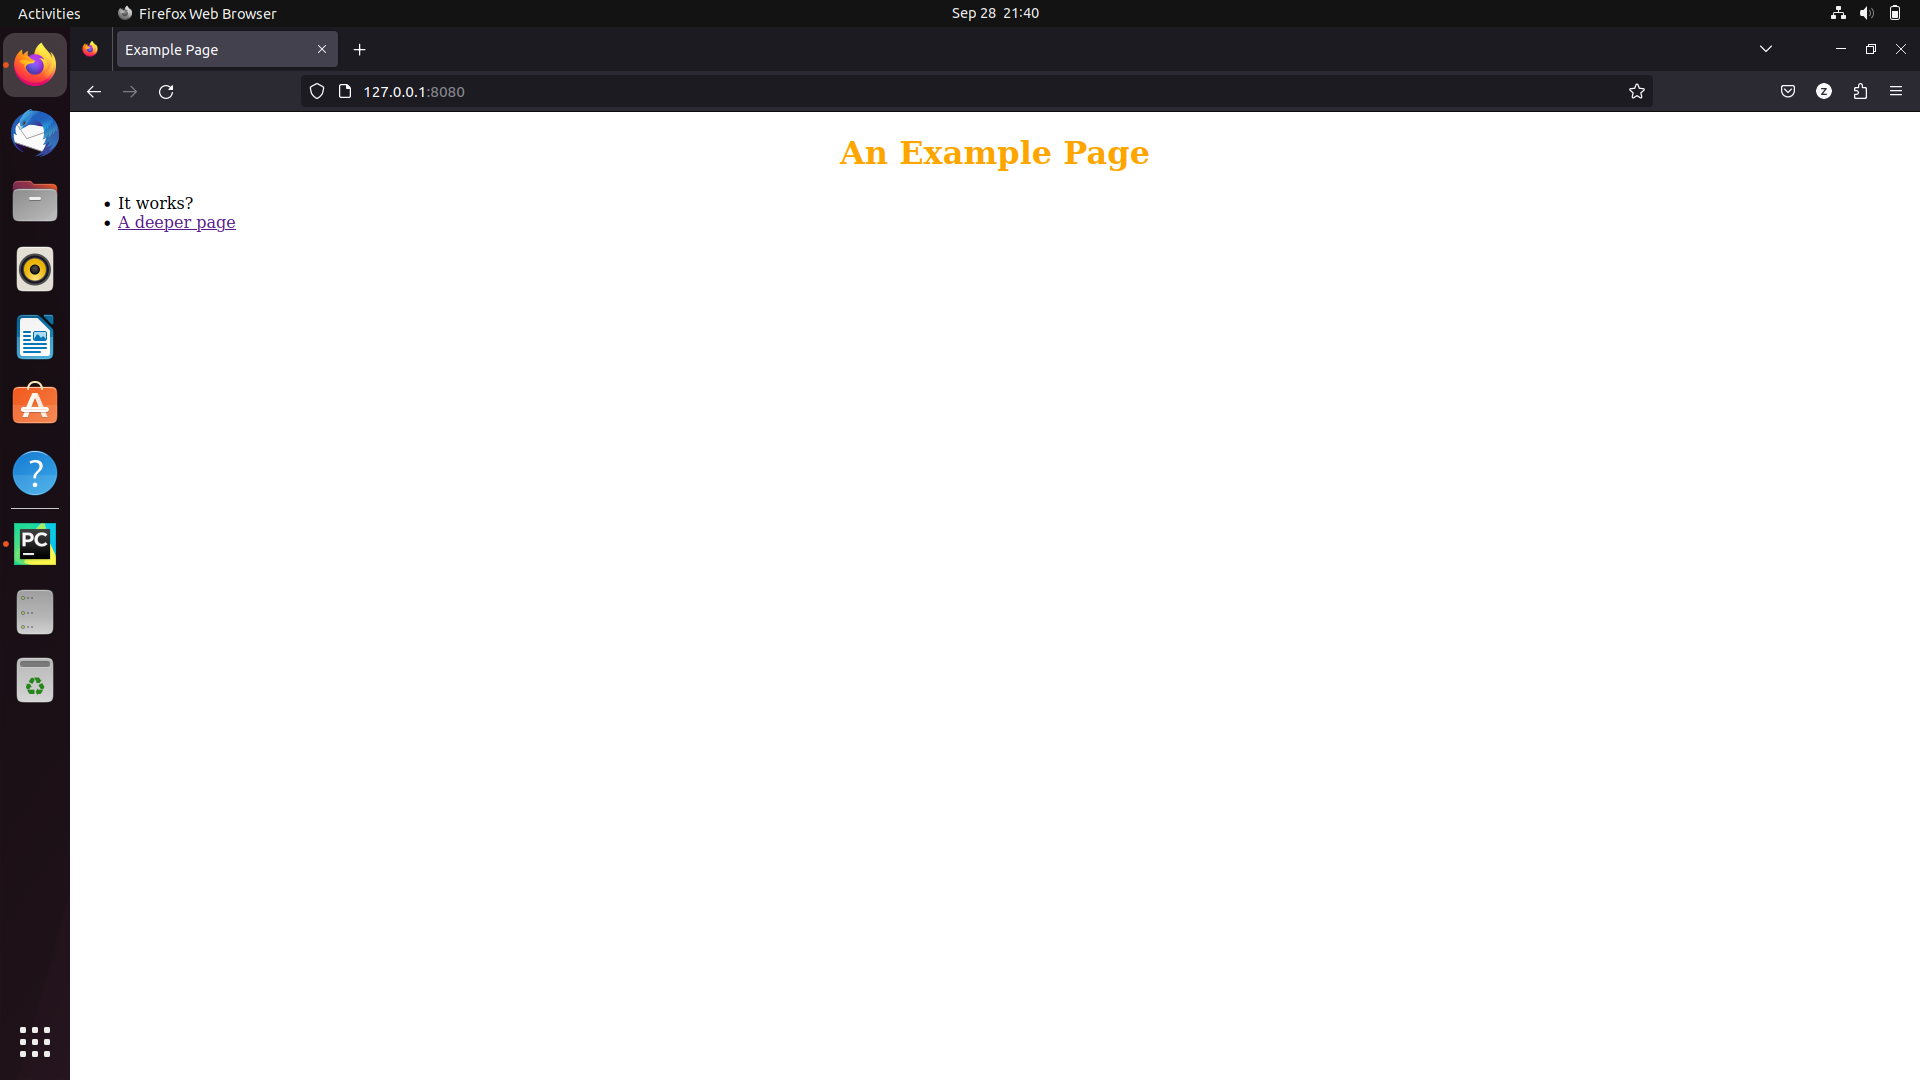 Activities
Firefox Web Browser
Sep 28 21:40
Example Page
127.0.0.1:8080
Z
An Example Page
It works?
A deeper page
?
PC